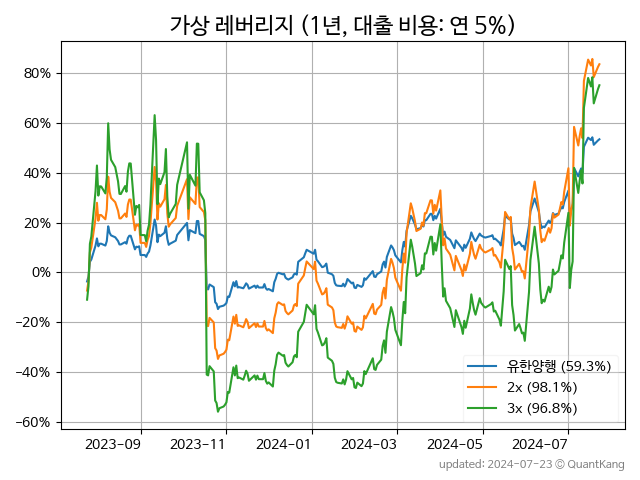 가상 레버리지 (1년, 대출 비용: 연 5%)
80%
60%
40%
20%
0%
−20%
−40%
−60%
유한양행 (59.3%)
2x (98.1%)
3x (96.8%)
2023-09 2023-11 2024-01 2024-03 2024-05 2024-07
updated: 2024-07-23 © QuantKang